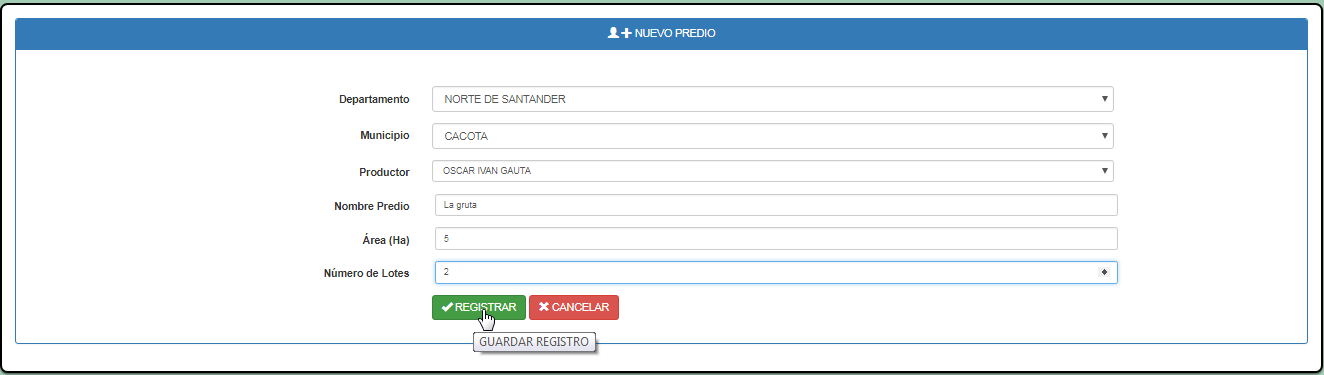 NUEVO PREDIO
Departamento NORTE DE SANTANDER
Municipio CACOTA
Productor OSCAR IVAN GAUTA
Nombre Predio La gruta
Área (Ha) 5
Número de Lotes 2
REGISTRAR CANCELAR
GUARDAR REGISTRO